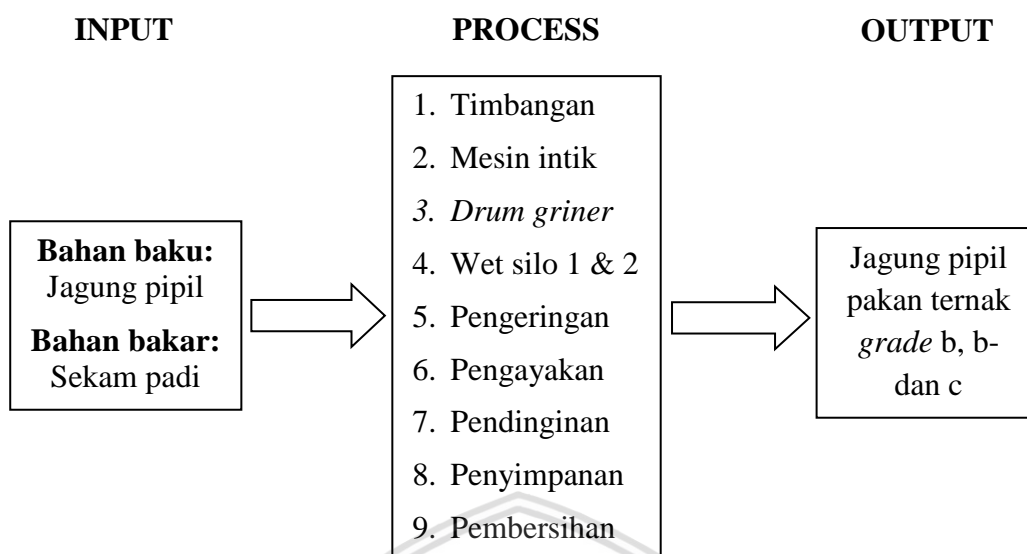 INPUT
PROCESS
OUTPUT
Bahan baku:
Jagung pipil
Bahan bakar:
Sekam padi
1. Timbangan
2. Mesin intik
3. Drum griner
4. Wet silo 1 & 2
5. Pengeringan
6. Pengayakan
7. Pendinginan
8. Penyimpanan
9. Pembersihan
Jagung pipil
pakan ternak
grade b, b-
dan c